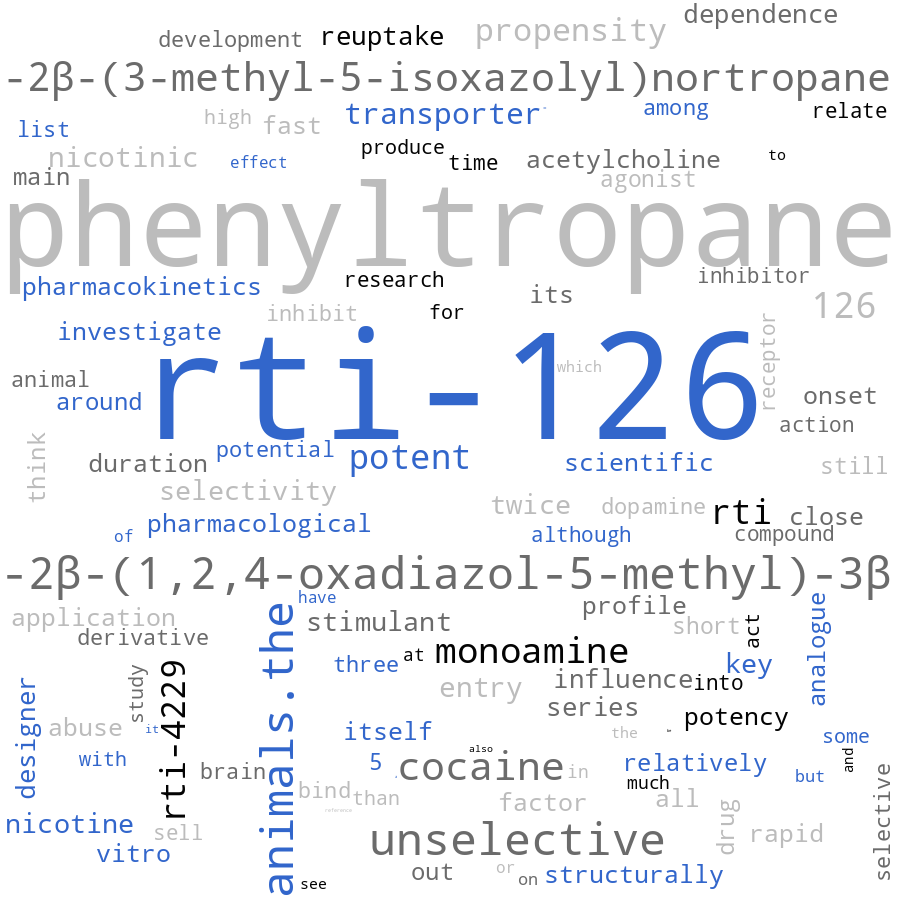 dependence
development reuptake propensity
-2β-(3-methyl-5-isoxazolyl)nortropane
list high fast transporter among relate
nicotinic effect produce time acetylcholine to
main agonist
phenyltropane
pharmacokinetics research its inhibitor
investigate inhibit for 126
rti-126
which
receptor
animal around onset
action
think duration potential potent scientific still
selectivity twice dopamine rti close
of pharmacological although compound
-2β-(1,2,4-oxadiazol-5-methyl)-3β
have
application stimulant profile short act analogue
derivative three at monoamine key
study rti-4229 animals.the entry influence into
designer abuse it itself series potency
the some
with brain 5 also cocaine in relatively but and
much
bind than factor all drug rapid selective
reference
nicotine sell unselective
vitro out or on structurally
see